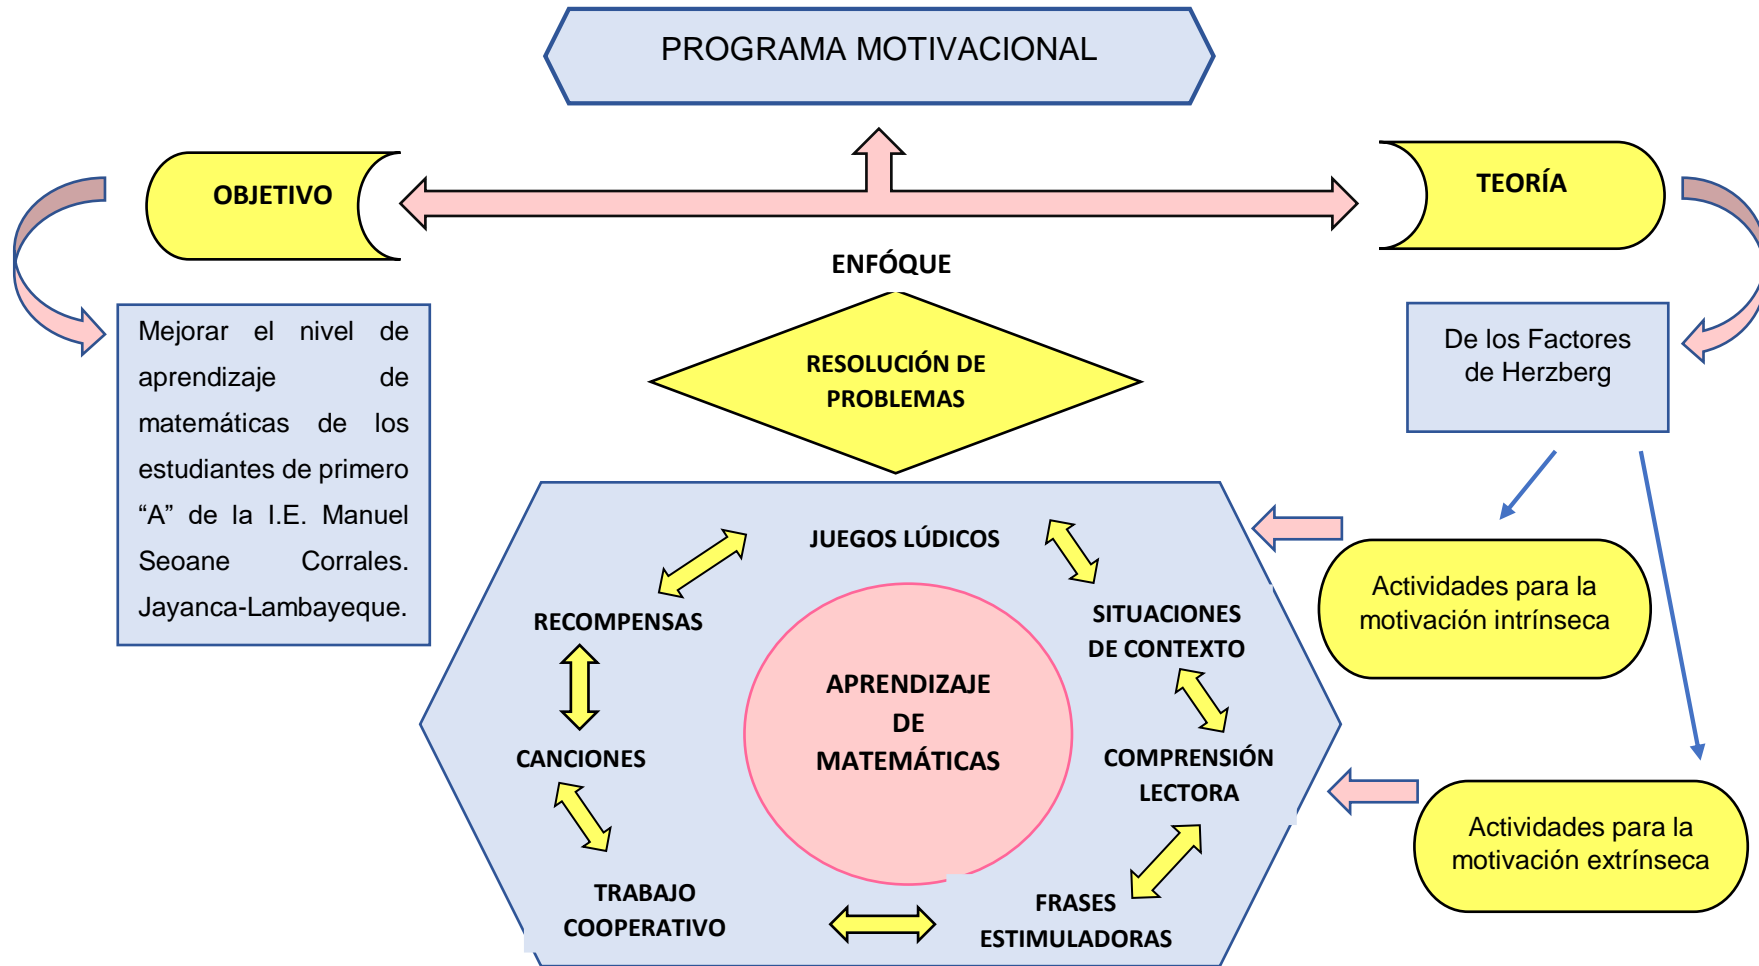 PROGRAMA MOTIVACIONAL
OBJETIVO
TEORÍA
ENFÓQUE
Mejorar el nivel de
aprendizaje de
matemáticas de los
estudiantes de primero
“A” de la I.E. Manuel
Seoane Corrales.
Jayanca-Lambayeque.
RESOLUCIÓN DE
PROBLEMAS
De los Factores
de Herzberg
JUEGOS LÚDICOS
RECOMPENSAS
SITUACIONES
DE CONTEXTO
APRENDIZAJE
DE
MATEMÁTICAS
CANCIONES
COMPRENSIÓN
LECTORA
TRABAJO
COOPERATIVO
FRASES
ESTIMULADORAS
Actividades para la
motivación intrínseca
Actividades para la
motivación extrínseca